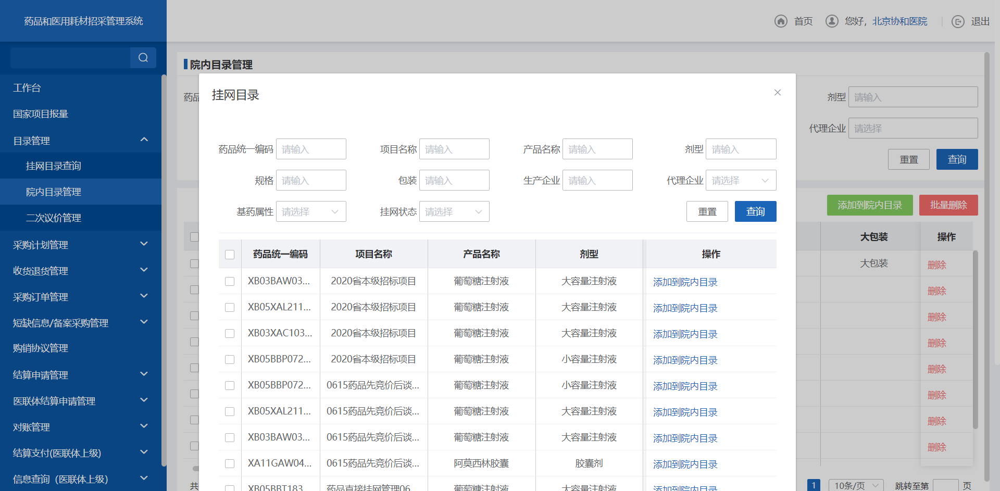 药品和医用耗材招采管理系统
首页
您好，北京协和医院
退出
工作台
国家项目报量
目录管理
挂网目录查询
院内目录管理
二次议价管理
采购计划管理
收货退货管理
采购订单管理
短缺信息/备案采购管理
购销协议管理
结算申请管理
医联体结算申请管理
对账管理
结算支付(医联体上级)
信息查询（医联体上级）
院内目录管理
药品
剂型 请输入
代理企业 请选择
重置 查询
添加到院内目录 批量删除
大包装 操作
大包装 删除
删除
删除
删除
删除
删除
删除
删除
共
1 10条/页 跳转至第 页
挂网目录
药品统一编码 请输入 项目名称 请输入 产品名称 请输入 剂型 请输入
规格 请输入 包装 请输入 生产企业 请输入 代理企业 请选择
基药属性 请选择 挂网状态 请选择 重置 查询
药品统一编码 项目名称 产品名称 剂型 操作
XB03BAW03... 2020省本级招标项目 葡萄糖注射液 大容量注射液 添加到院内目录
XB05XAL211... 2020省本级招标项目 葡萄糖注射液 大容量注射液 添加到院内目录
XB03XAC103... 2020省本级招标项目 葡萄糖注射液 大容量注射液 添加到院内目录
XB05BBP072... 2020省本级招标项目 葡萄糖注射液 小容量注射液 添加到院内目录
XB05BBP072... 0615药品先竞价后谈... 葡萄糖注射液 小容量注射液 添加到院内目录
XB05XAL211... 0615药品先竞价后谈... 葡萄糖注射液 大容量注射液 添加到院内目录
XB03BAW03... 0615药品先竞价后谈... 葡萄糖注射液 大容量注射液 添加到院内目录
XA11GAW04... 0615药品先竞价后谈... 阿莫西林胶囊 胶囊剂 添加到院内目录
XB05BBT183... 药品直接挂网管理06... 葡萄糖注射液 大容量注射液 添加到院内目录